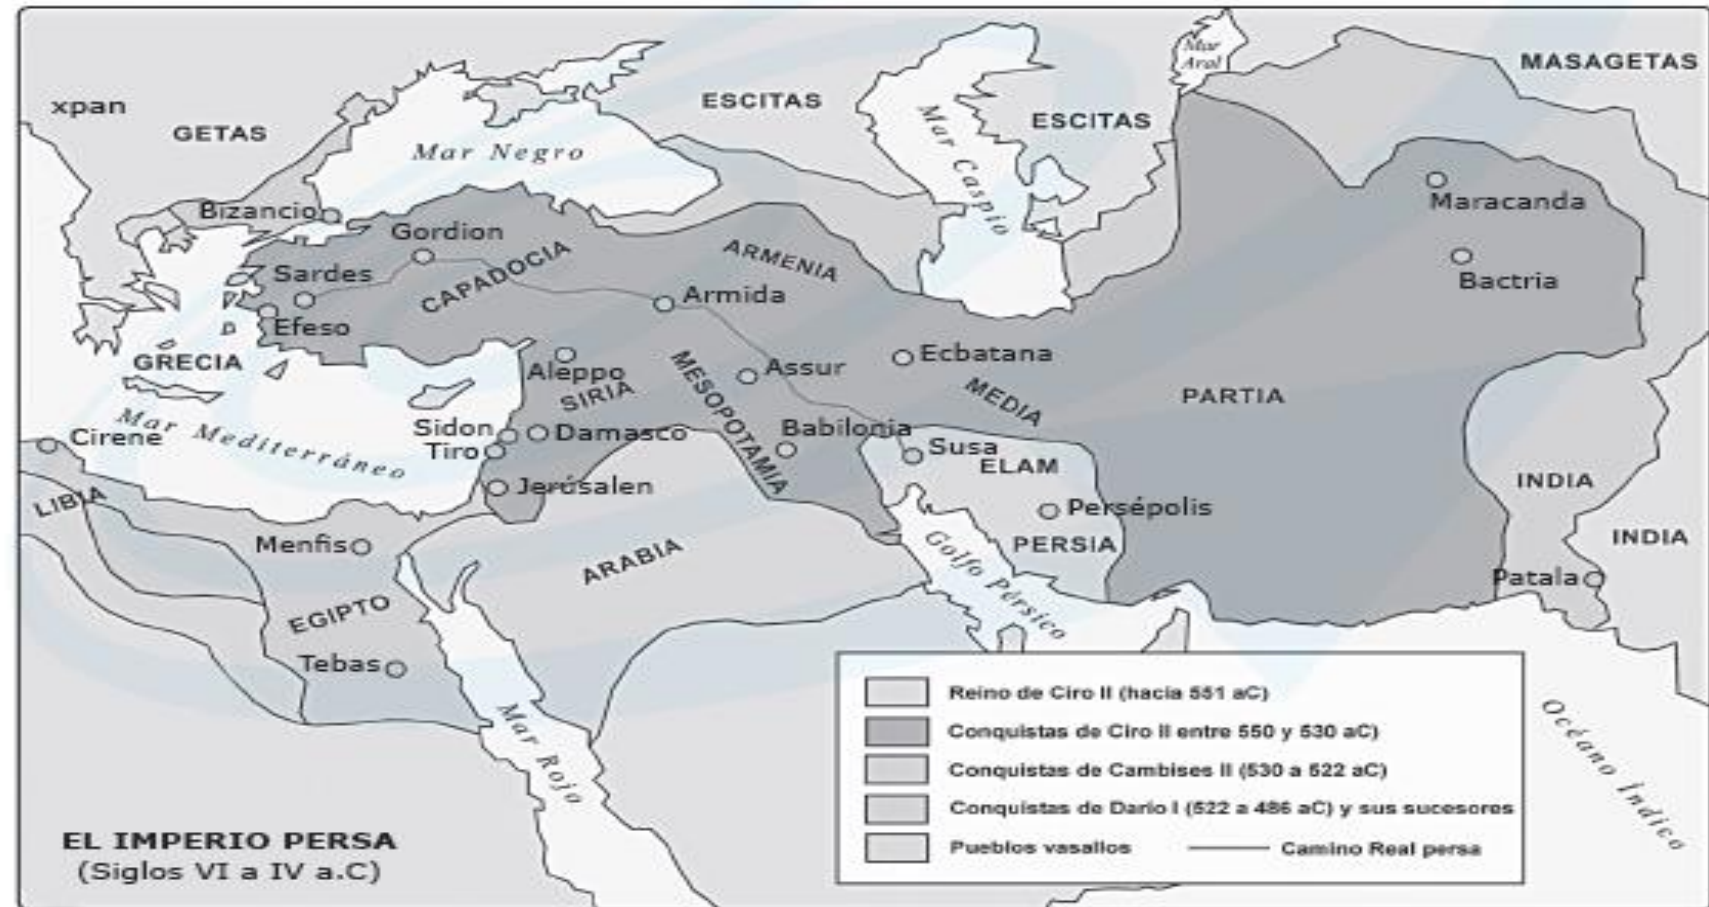 Mar
Aral
MASAGETAS
xpan
ESCITAS
GETAS
ESCITAS
Mar Negro
Mar Caspio
Maracanda
Bizancio
Gordion
ARMENIA
Sardes
CAPADOCIA
Armida
Bactria
Efeso
GRECIA
Aleppo
Assur
Ecbatana
SIRIA
MESOPOTAMIA
MEDIA
PARTIA
Mar Mediterráneo
Cirene
Sidon
Damasco
Babilonia
Tiro
Susa
ELAM
Jerúsalen
LIBIA
INDIA
Persépolis
Menfis
ARABIA
Golfo Pérsico
PERSIA
INDIA
Patala
EGIPTO
Tebas
Mar Rojo
Océano Índico
Reino de Ciro II (hacia 551 aC)
Conquistas de Ciro II entre 550 y 530 aC)
Conquistas de Cambises II (530 a 522 aC)
Conquistas de Darío I (522 a 486 aC) y sus sucesores
Pueblos vasallos
Camino Real persa
EL IMPERIO PERSA
(Siglos VI a IV a.C)